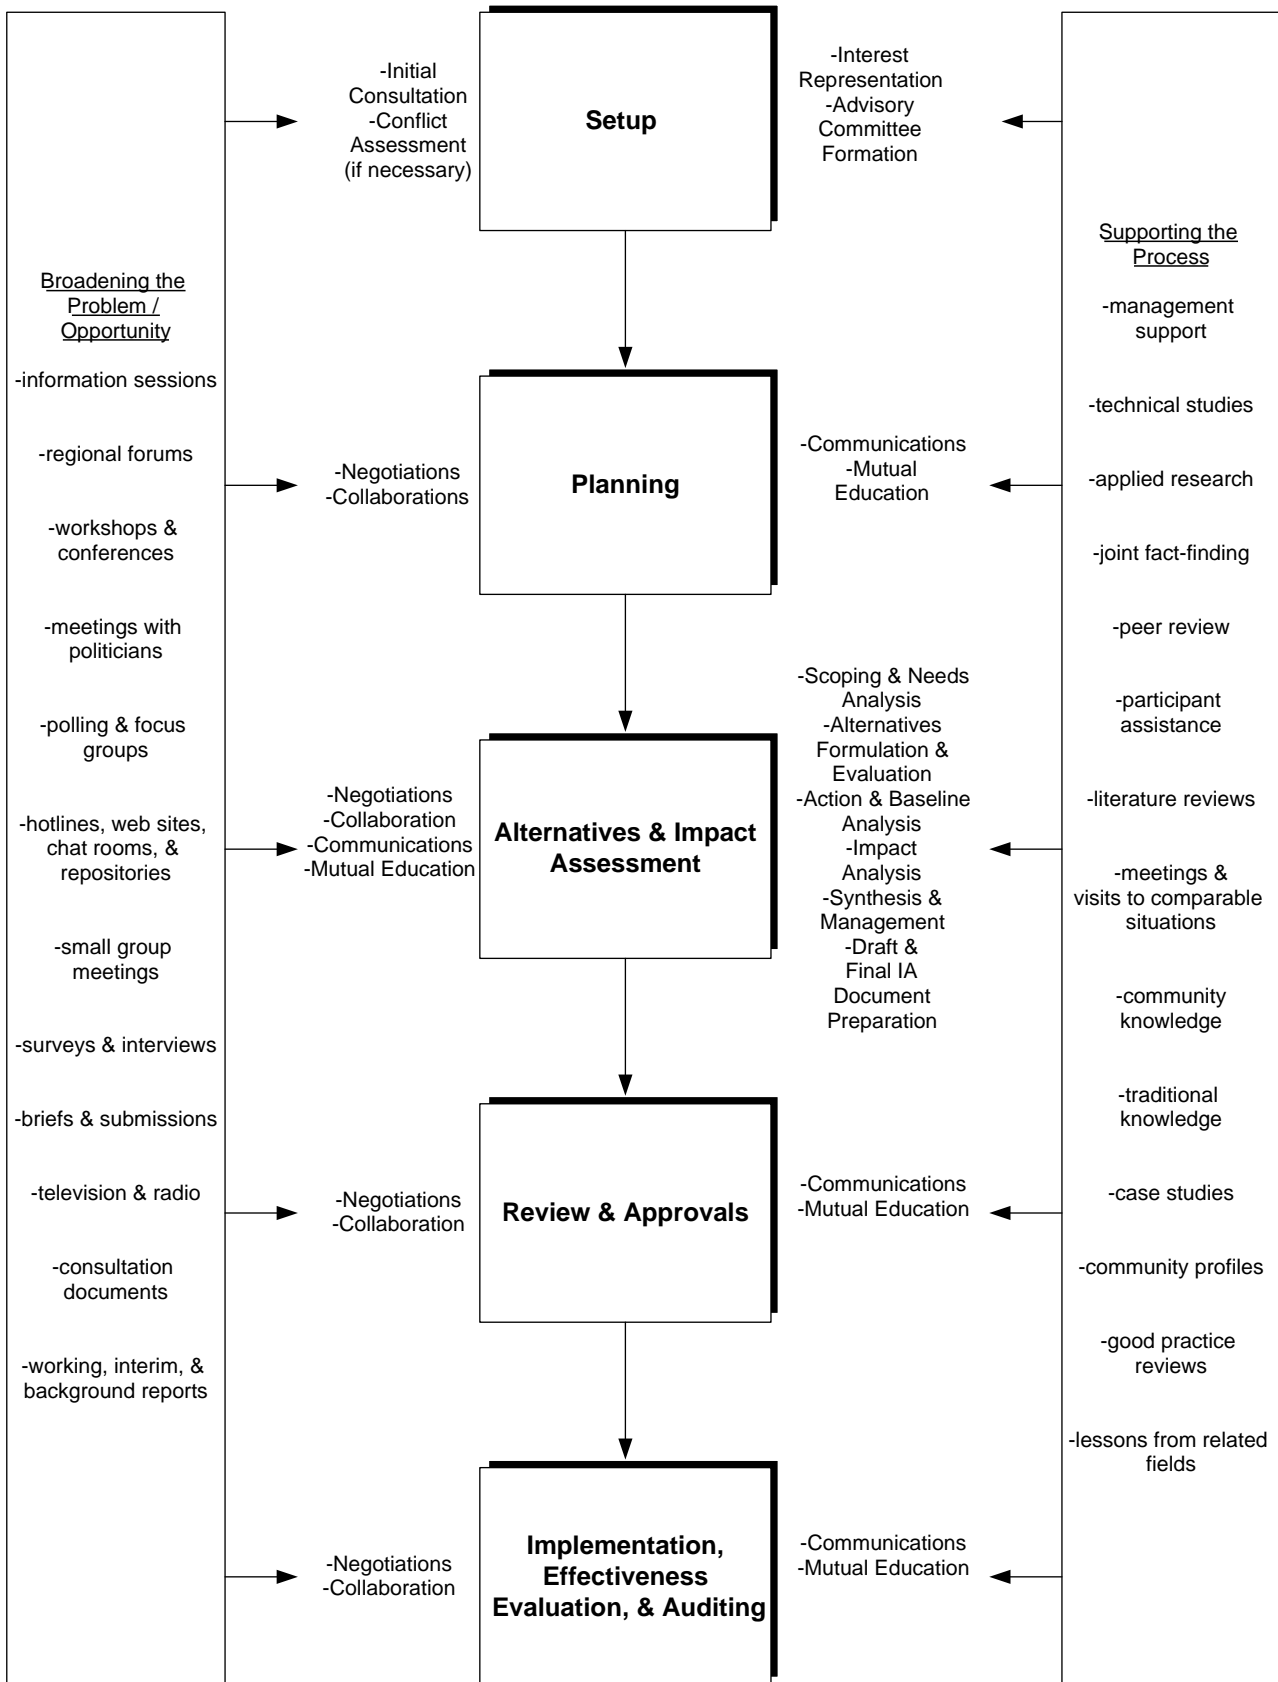 Broadening the
Problem /
Opportunity
-information sessions
-regional forums
-workshops &
conferences
-meetings with
politicians
-polling & focus
groups
-hotlines, web sites,
chat rooms, &
repositories
-small group
meetings
-surveys & interviews
-briefs & submissions
-television & radio
-consultation
documents
-working, interim, &
background reports
-Initial
Consultation
-Conflict
Assessment
(if necessary)
Setup
-Interest
Representation
-Advisory
Committee
Formation
-Negotiations
-Collaborations
Planning
-Communications
-Mutual
Education
-Negotiations
-Collaboration
-Communications
-Mutual Education
Alternatives & Impact
Assessment
-Scoping & Needs
Analysis
-Alternatives
Formulation &
Evaluation
-Action & Baseline
Analysis
-Impact
Analysis
-Synthesis &
Management
-Draft &
Final IA
Document
Preparation
-Negotiations
-Collaboration
Review & Approvals
-Communications
-Mutual Education
-Negotiations
-Collaboration
Implementation,
Effectiveness
Evaluation, & Auditing
-Communications
-Mutual Education
Supporting the
Process
-management
support
-technical studies
-applied research
-joint fact-finding
-peer review
-participant
assistance
-literature reviews
-meetings &
visits to comparable
situations
-community
knowledge
-traditional
knowledge
-case studies
-community profiles
-good practice
reviews
-lessons from related
fields